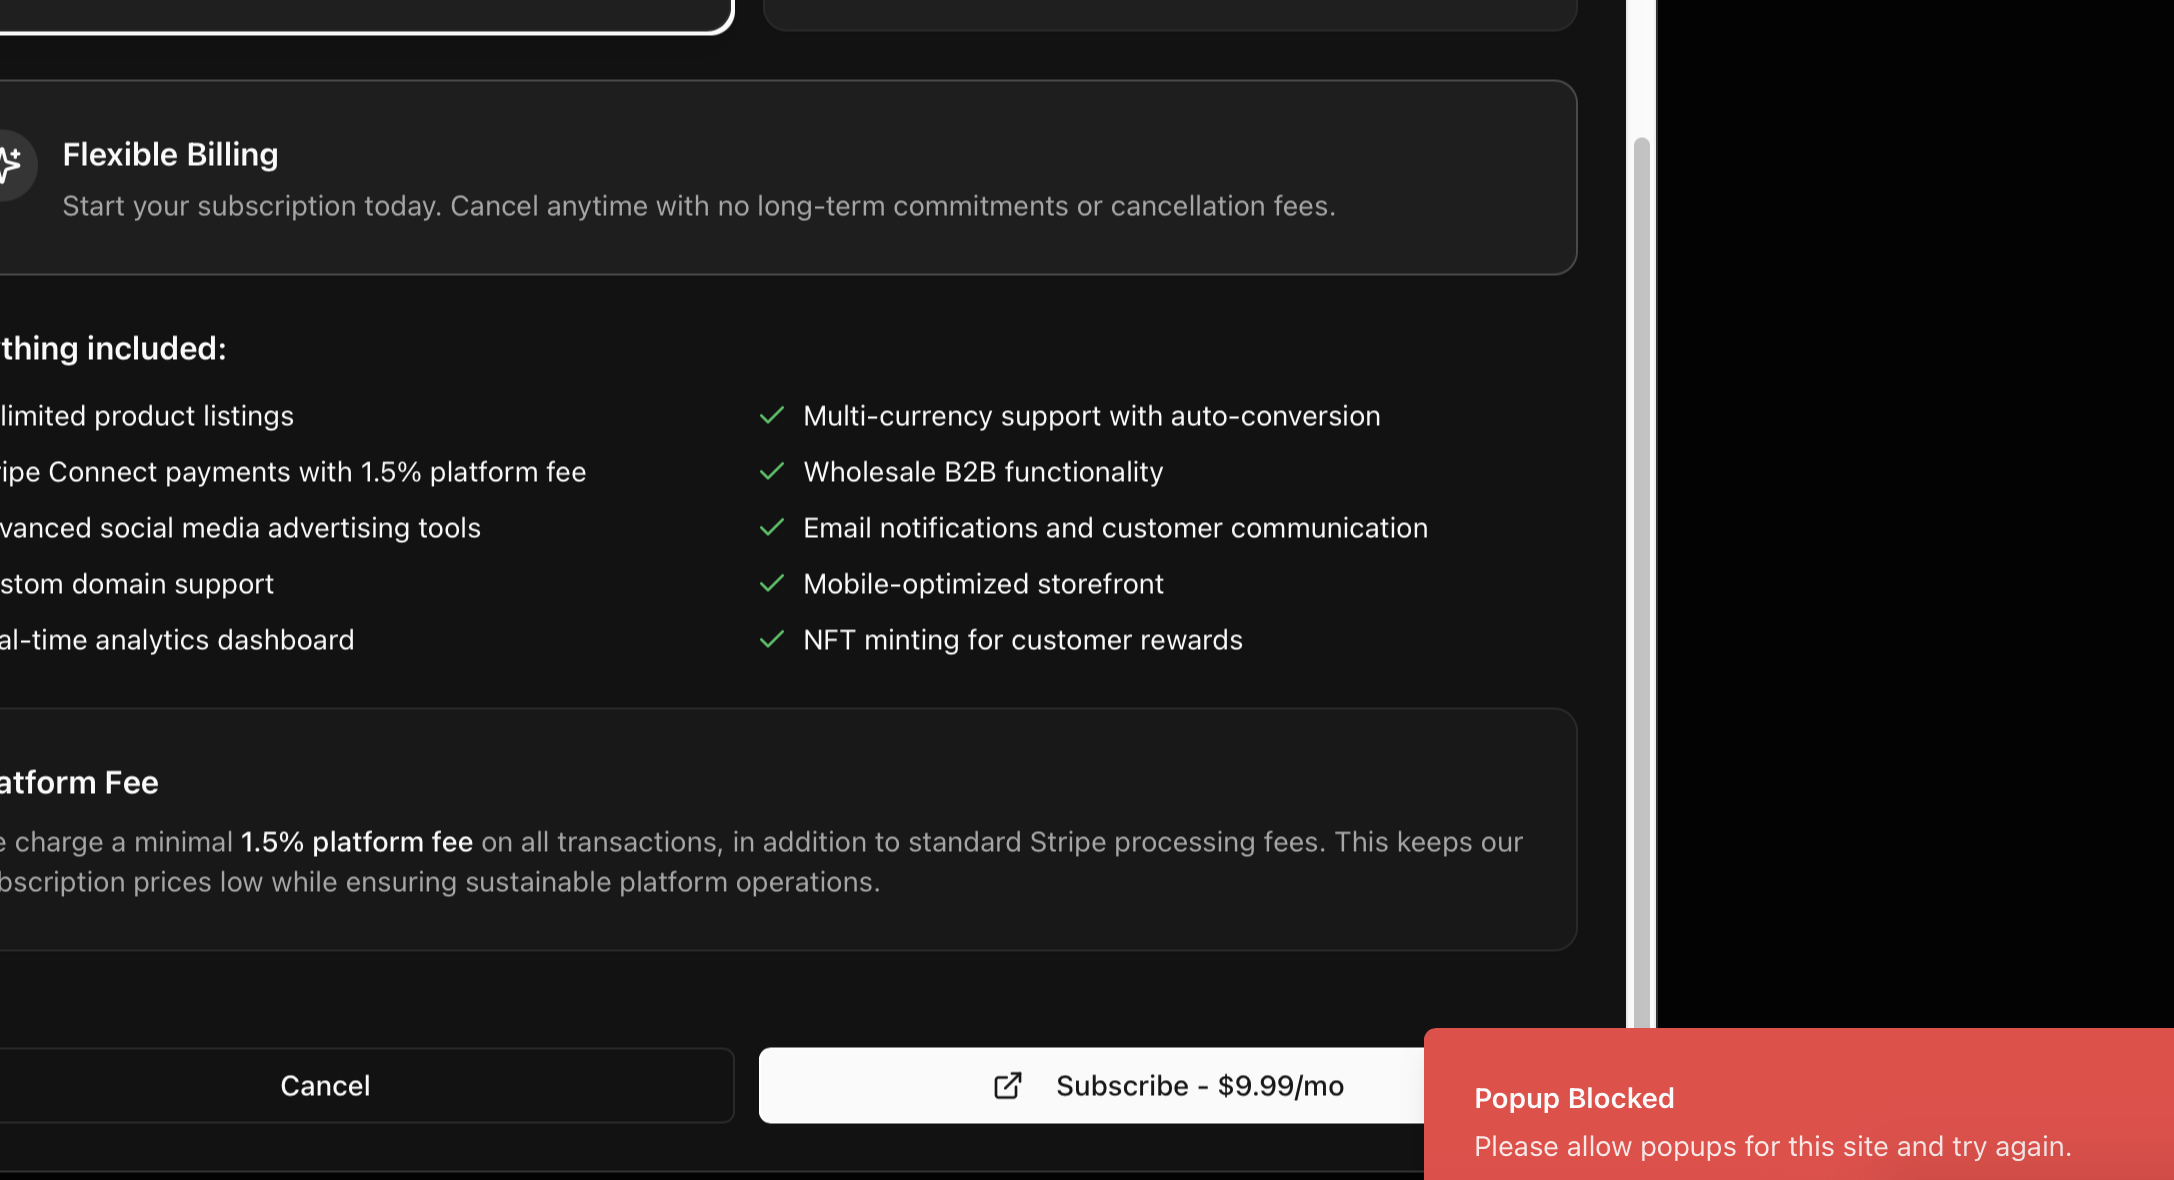 Flexible Billing
Start your subscription today. Cancel anytime with no long-term commitments or cancellation fees.
thing included:
limited product listings
ipe Connect payments with 1.5% platform fee
vanced social media advertising tools
stom domain support
al-time analytics dashboard
Multi-currency support with auto-conversion
Wholesale B2B functionality
Email notifications and customer communication
Mobile-optimized storefront
NFT minting for customer rewards
atform Fee
e charge a minimal 1.5% platform fee on all transactions, in addition to standard Stripe processing fees. This keeps our
bscription prices low while ensuring sustainable platform operations.
Cancel
Subscribe - $9.99/mo
Popup Blocked
Please allow popups for this site and try again.